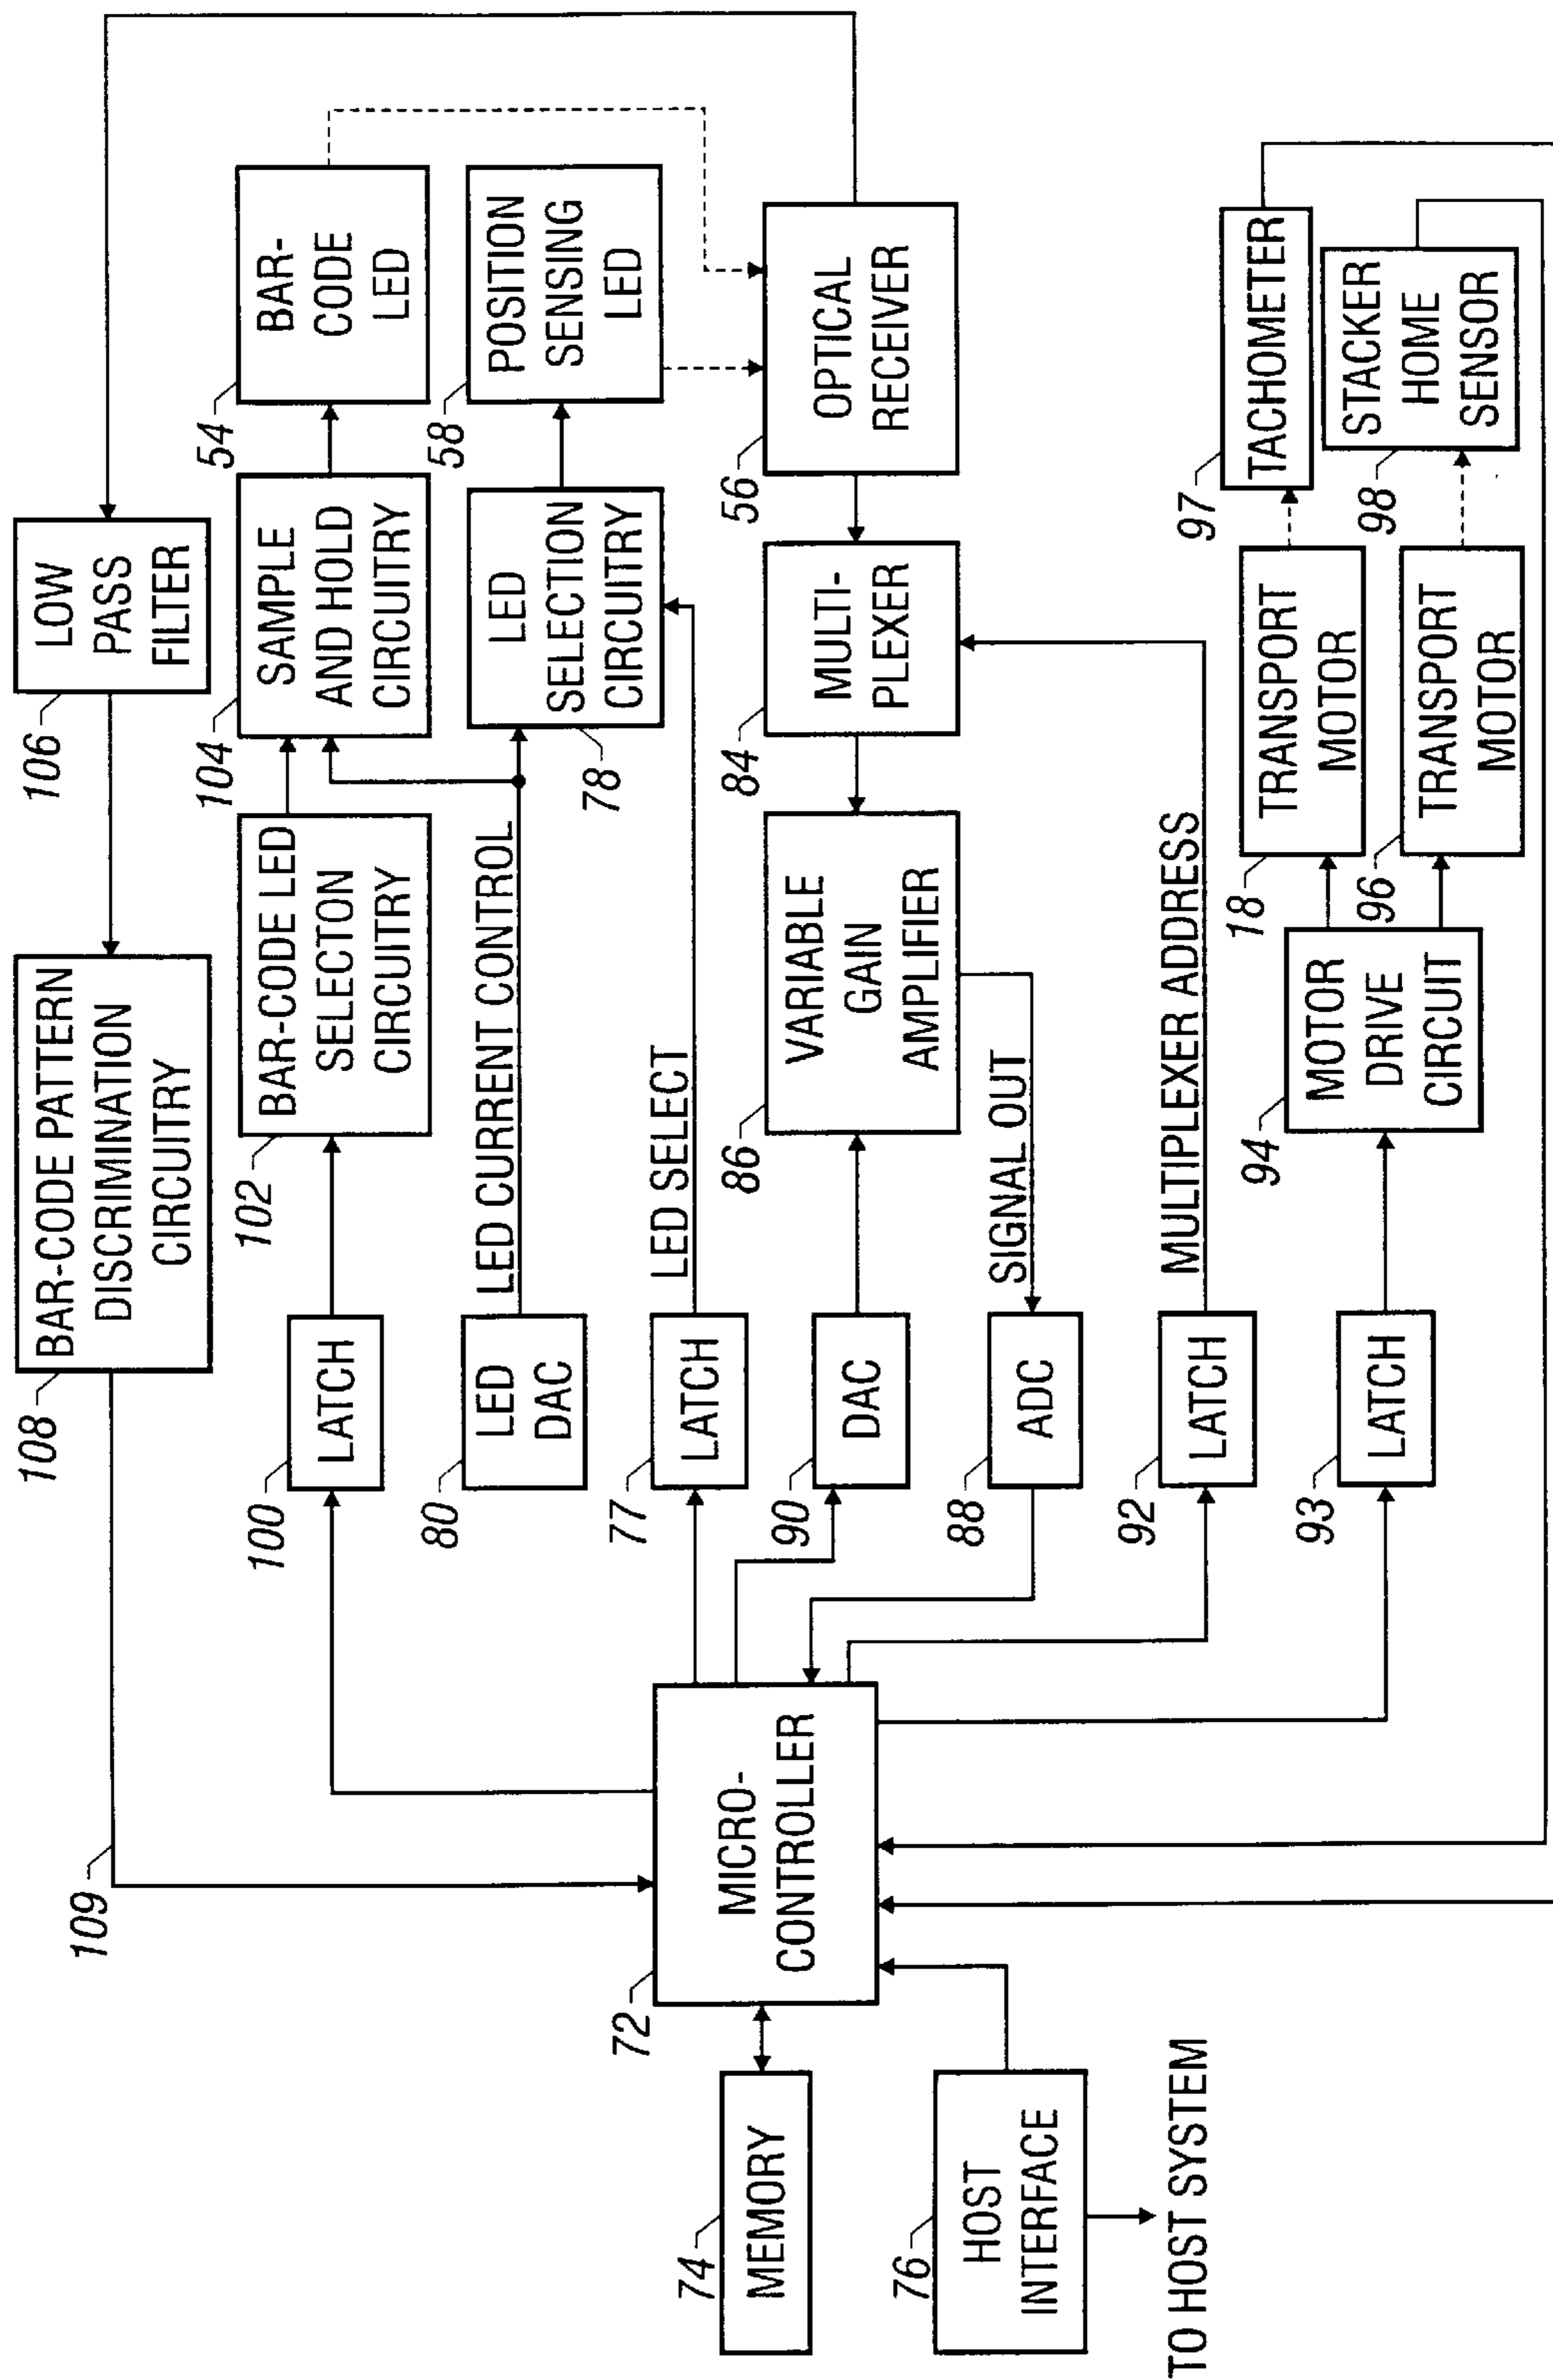 108
BAR-CODE PATTERN
DISCRIMINATION
CIRCUITRY
106
LOW
PASS
FILTER
109
100
LATCH
102
BAR-CODE LED
SELECTON
CIRCUITRY
104
SAMPLE
AND HOLD
CIRCUITRY
54
BAR-
CODE
LED
80
LED
DAC
LED CURRENT CONTROL
78
LED
SELECTION
CIRCUITRY
58
POSITION
SENSING
LED
77
LATCH
LED SELECT
72
MICRO-
CONTROLLER
74
MEMORY
76
HOST
INTERFACE
TO HOST SYSTEM
90
DAC
86
VARIABLE
GAIN
AMPLIFIER
84
MULTI-
PLEXER
56
OPTICAL
RECEIVER
88
ADC
SIGNAL OUT
92
LATCH
MULTIPLEXER ADDRESS
93
LATCH
94
MOTOR
DRIVE
CIRCUIT
18
TRANSPORT
MOTOR
97
TACHOMETER
96
TRANSPORT
MOTOR
98
STACKER
HOME
SENSOR